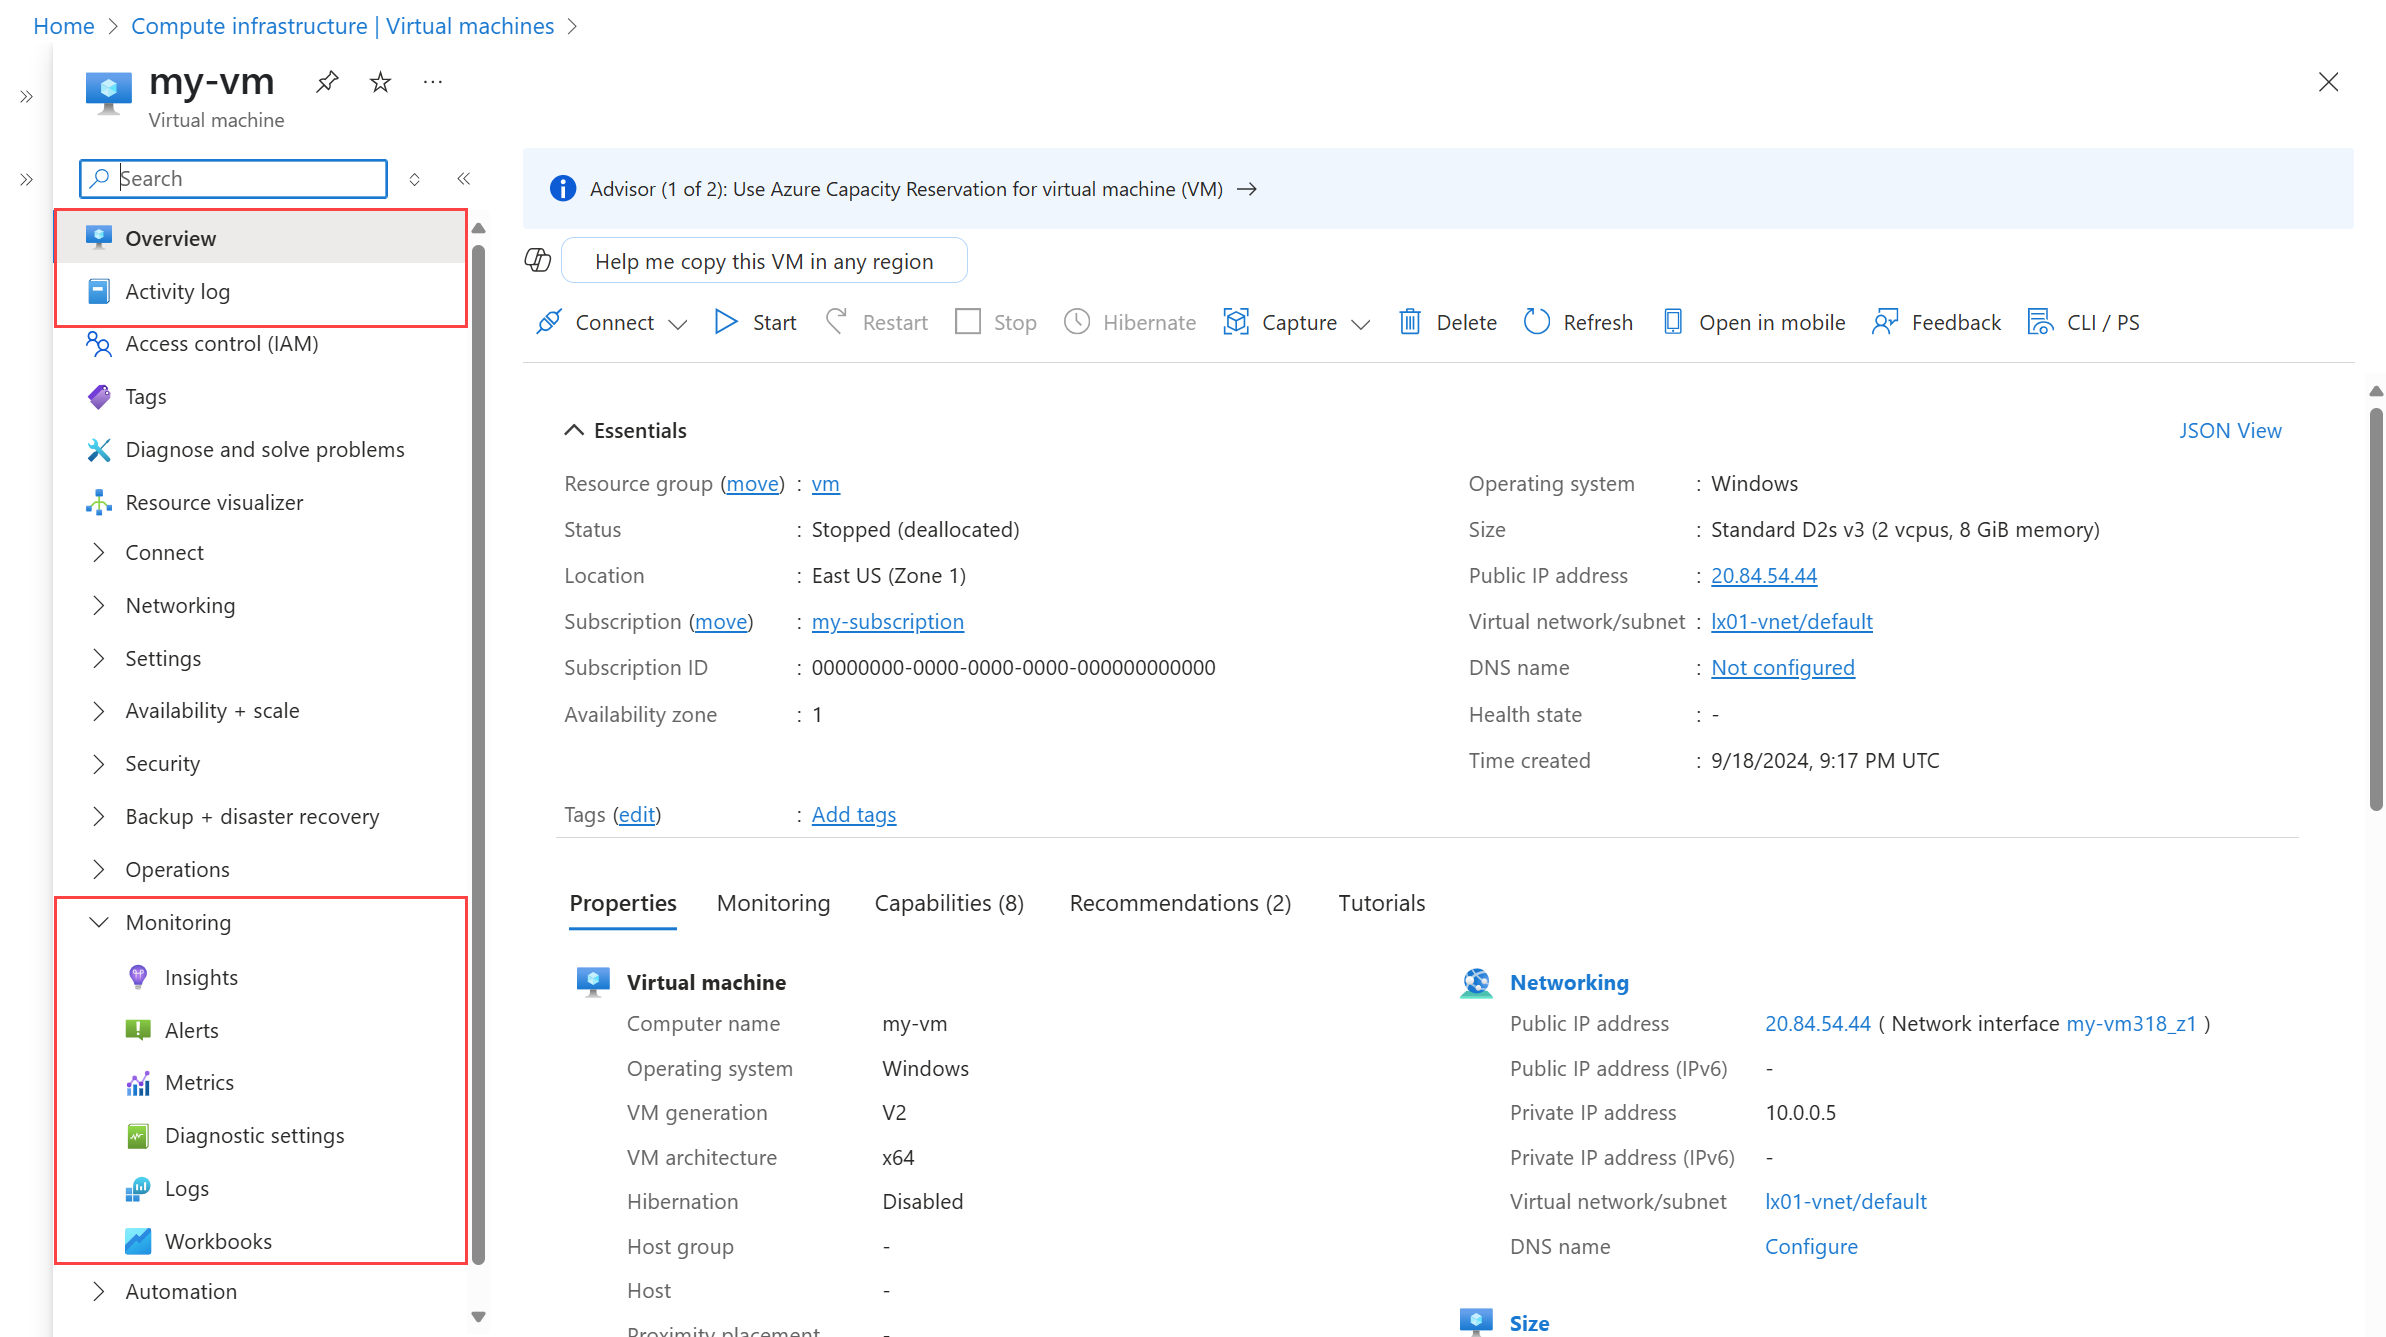 Home > Compute infrastructure | Virtual machines >
my-vm
Virtual machine
Search
Overview
Activity log
Access control (IAM)
Tags
Diagnose and solve problems
Resource visualizer
Connect
Networking
Settings
Availability + scale
Security
Backup + disaster recovery
Operations
Monitoring
Insights
Alerts
Metrics
Diagnostic settings
Logs
Workbooks
Automation
Advisor (1 of 2): Use Azure Capacity Reservation for virtual machine (VM) →
Help me copy this VM in any region
Connect Start Restart Stop Hibernate Capture Delete Refresh Open in mobile Feedback CLI / PS
Essentials
JSON View
Resource group (move) : vm
Status : Stopped (deallocated)
Location : East US (Zone 1)
Subscription (move) : my-subscription
Subscription ID : 00000000-0000-0000-0000-000000000000
Availability zone : 1
Operating system : Windows
Size : Standard D2s v3 (2 vcpus, 8 GiB memory)
Public IP address : 20.84.54.44
Virtual network/subnet : lx01-vnet/default
DNS name : Not configured
Health state : -
Time created : 9/18/2024, 9:17 PM UTC
Tags (edit) : Add tags
Properties Monitoring Capabilities (8) Recommendations (2) Tutorials
Virtual machine
Computer name my-vm
Operating system Windows
VM generation V2
VM architecture x64
Hibernation Disabled
Host group -
Host -
Proximity placement -
Networking
Public IP address 20.84.54.44 ( Network interface my-vm318_z1 )
Public IP address (IPv6) -
Private IP address 10.0.0.5
Private IP address (IPv6) -
Virtual network/subnet lx01-vnet/default
DNS name Configure
Size